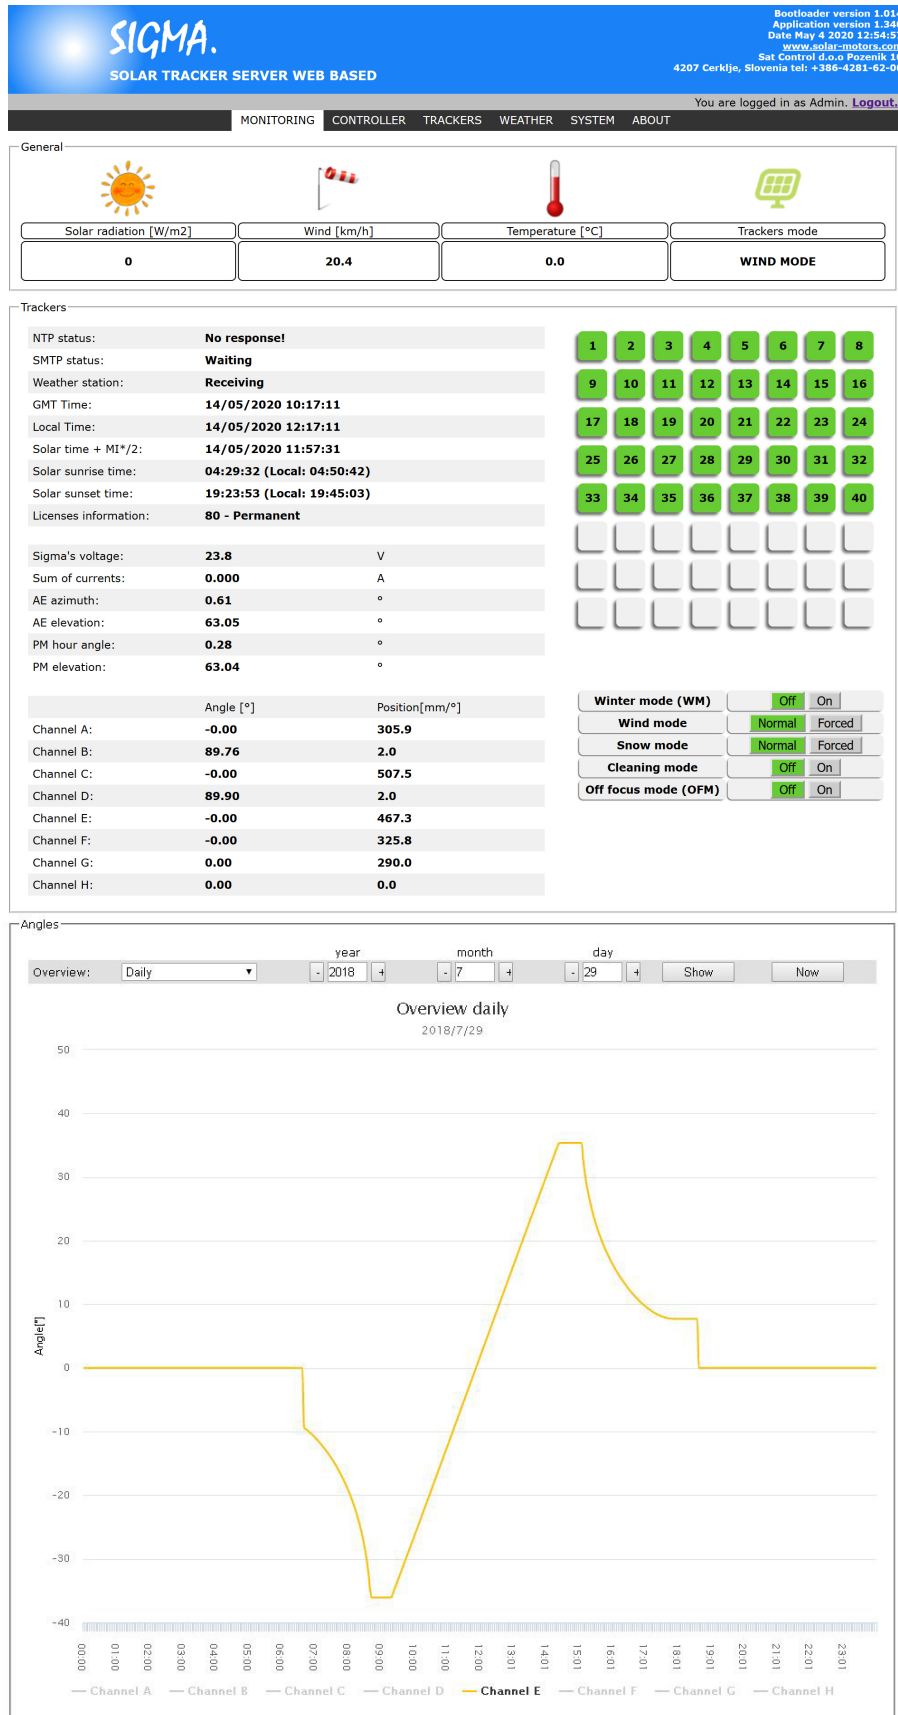 SIGMA.
SOLAR TRACKER SERVER WEB BASED
Bootloader version 1.014
Application version 1.340
Date May 4 2020 12:54:5
www.solar-motors.com
Sat Control d.o.o Pozenik 10
4207 Cerklje, Slovenia tel: +386-4281-62-0
You are logged in as Admin. Logout.
MONITORING CONTROLLER TRACKERS WEATHER SYSTEM ABOUT
General
Solar radiation [W/m2] Wind [km/h] Temperature [°C] Trackers mode
0 20.4 0.0 WIND MODE
Trackers
NTP status: No response!
SMTP status: Waiting
Weather station: Receiving
GMT Time: 14/05/2020 10:17:11
Local Time: 14/05/2020 12:17:11
Solar time + MI*/2: 14/05/2020 11:57:31
Solar sunrise time: 04:29:32 (Local: 04:50:42)
Solar sunset time: 19:23:53 (Local: 19:45:03)
Licenses information: 80 - Permanent
Sigma's voltage: 23.8 V
Sum of currents: 0.000 A
AE azimuth: 0.61 °
AE elevation: 63.05 °
PM hour angle: 0.28 °
PM elevation: 63.04 °
Angle [°] Position[mm/°]
Channel A: -0.00 305.9
Channel B: 89.76 2.0
Channel C: -0.00 507.5
Channel D: 89.90 2.0
Channel E: -0.00 467.3
Channel F: -0.00 325.8
Channel G: 0.00 290.0
Channel H: 0.00 0.0
1 2 3 4 5 6 7 8
9 10 11 12 13 14 15 16
17 18 19 20 21 22 23 24
25 26 27 28 29 30 31 32
33 34 35 36 37 38 39 40
Winter mode (WM) Off On
Wind mode Normal Forced
Snow mode Normal Forced
Cleaning mode Off On
Off focus mode (OFM) Off On
Angles
year month day
Overview: Daily - 2018 + - 7 + - 29 + Show Now
Overview daily
2018/7/29
50
40
30
20
10
0
-10
-20
-30
-40
Angle[°]
00:00 01:00 02:00 03:00 04:00 05:00 06:00 07:00 08:00 09:00 10:00 11:00 12:00 13:01 14:01 15:01 16:01 17:01 18:01 19:01 20:01 21:01 22:01 23:01
Channel A Channel B Channel C Channel D Channel E Channel F Channel G Channel H